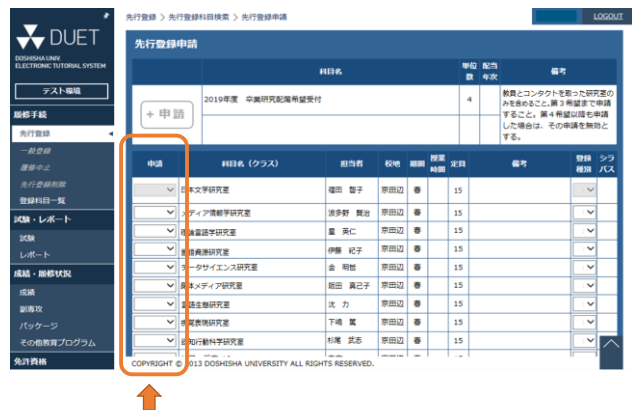 先行登録 > 先行登録科目検索 > 先行登録申請
LOGOUT
DUET
DOSHISHA UNIV.
ELECTRONIC TUTORIAL SYSTEM
テスト環境
履修手続
先行登録
一般登録
履修中止
先行登録削除
登録科目一覧
試験・レポート
試験
レポート
成績・履修状況
成績
副専攻
パッケージ
その他教育プログラム
免許資格
先行登録申請
科目名 単位数 配当年次 備考
+ 申請
2019年度 卒業研究配属希望受付 4
教員とコンタクトを取った研究室の
みを含めること。第3希望まで申請
すること。第4希望以降も申請
した場合は、その申請を無効と
する。
申請 科目名(クラス) 担当者 校地 期間 授業時間 定員 備考 登録種別 シラバス
日本文学研究室 福田 智子 京田辺 春 15
メディア情報学研究室 波多野 賢治 京田辺 春 15
理論言語学研究室 星 英仁 京田辺 春 15
言語資源研究室 伊藤 紀子 京田辺 春 15
データサイエンス研究室 金 明哲 京田辺 春 15
身体メディア研究室 阪田 真己子 京田辺 春 15
言語生態研究室 沈 力 京田辺 春 15
視覚表現研究室 下嶋 篤 京田辺 春 15
認知行動科学研究室 杉尾 武志 京田辺 春 15
COPYRIGHT © 2013 DOSHISHA UNIVERSITY ALL RIGHTS RESERVED.